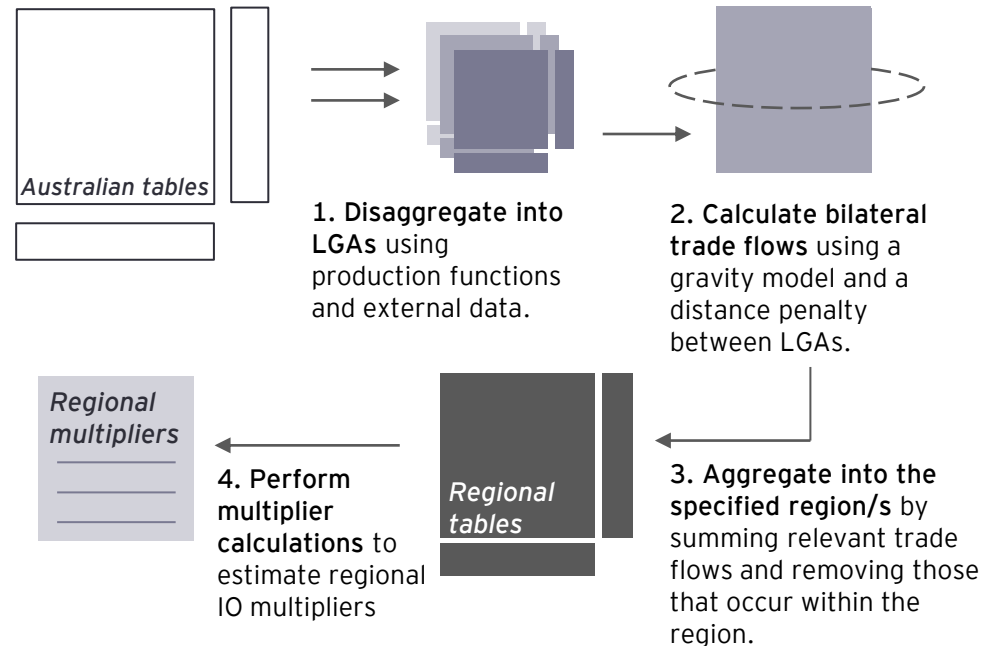 Australian tables
1. Disaggregate into
LGAs using
production functions
and external data.
2. Calculate bilateral
trade flows using a
gravity model and a
distance penalty
between LGAs.
3. Aggregate into the
specified region/s by
summing relevant trade
flows and removing those
that occur within the
region.
Regional
tables
4. Perform
multiplier
calculations to
estimate regional
IO multipliers
Regional
multipliers